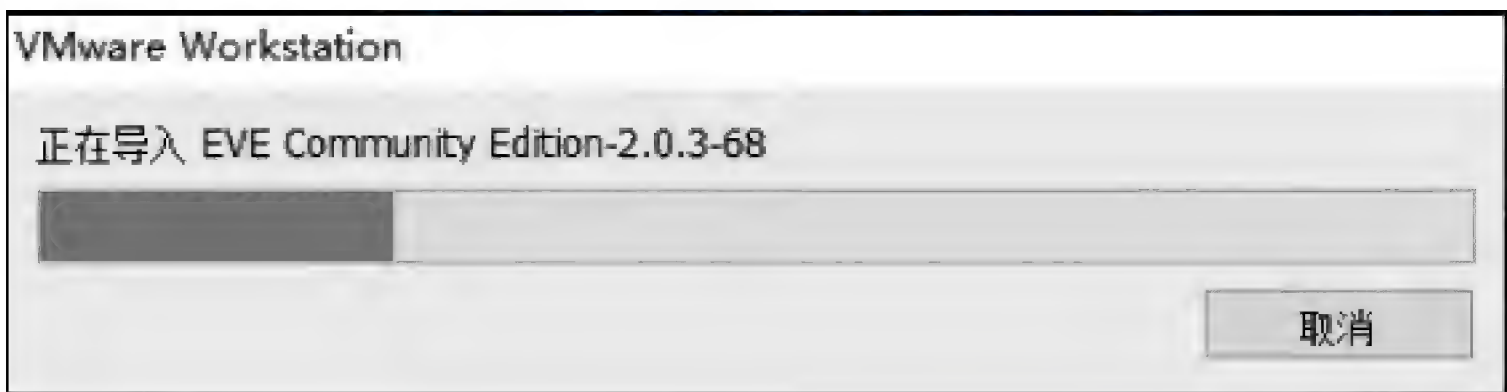 VMware Workstation
正在导入 EVE Community Edition-2.0.3-68
取消